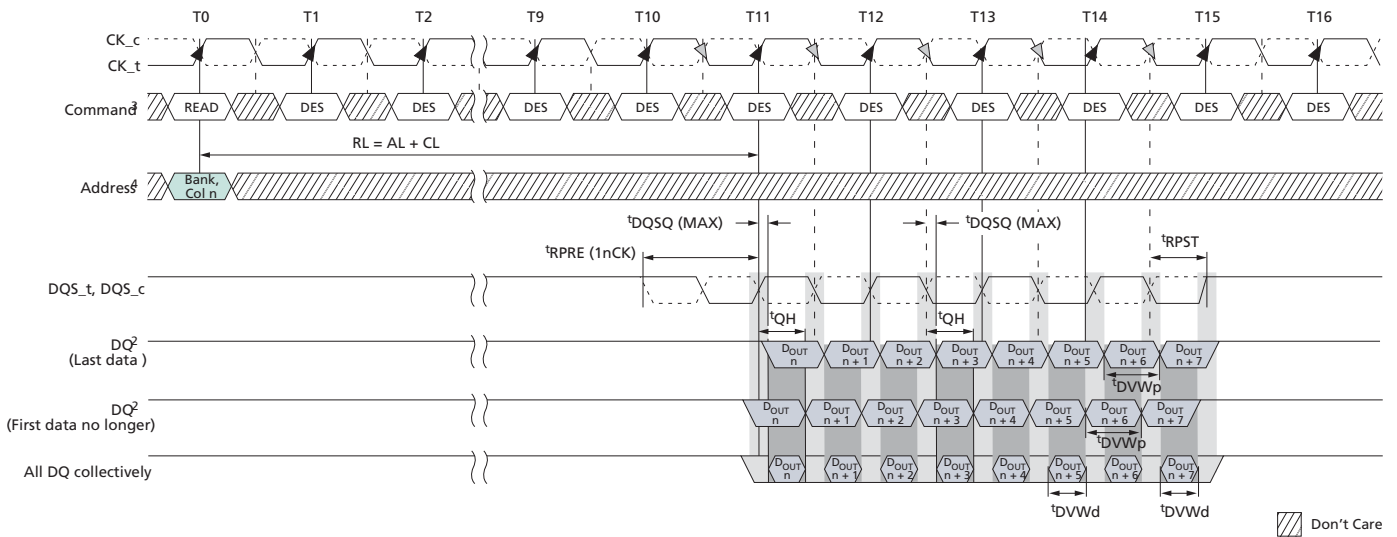 T0 T1 T2 T9 T10 T11 T12 T13 T14 T15 T16
CK_c
CK_t
Command3 READ DES DES DES DES DES DES DES DES DES DES
RL = AL + CL
Address4 Bank, Col n
tDQSQ (MAX) tDQSQ (MAX)
tRPRE (1nCK) tRPST
DQS_t, DQS_c
tQH tQH
DQ2
(Last data )
DOUT n DOUT n + 1 DOUT n + 2 DOUT n + 3 DOUT n + 4 DOUT n + 5 DOUT n + 6 DOUT n + 7
tDVWp
DQ2
(First data no longer)
DOUT n DOUT n + 1 DOUT n + 2 DOUT n + 3 DOUT n + 4 DOUT n + 5 DOUT n + 6 DOUT n + 7
tDVWp
All DQ collectively
DOUT n DOUT n + 1 DOUT n + 2 DOUT n + 3 DOUT n + 4 DOUT n + 5 DOUT n + 6 DOUT n + 7
tDVWd tDVWd
Don't Care